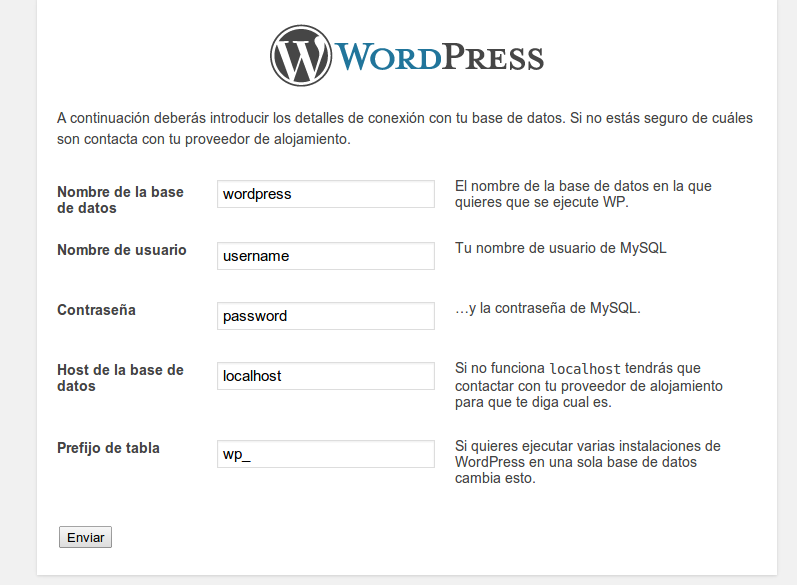 WORDPRESS
A continuación deberás introducir los detalles de conexión con tu base de datos. Si no estás seguro de cuáles
son contacta con tu proveedor de alojamiento.
Nombre de la base
de datos
wordpress
El nombre de la base de datos en la que
quieres que se ejecute WP.
Nombre de usuario
username
Tu nombre de usuario de MySQL
Contraseña
password
…y la contraseña de MySQL.
Host de la base de
datos
localhost
Si no funciona localhost tendrás que
contactar con tu proveedor de alojamiento
para que te diga cual es.
Prefijo de tabla
wp_
Si quieres ejecutar varias instalaciones de
WordPress en una sola base de datos
cambia esto.
Enviar